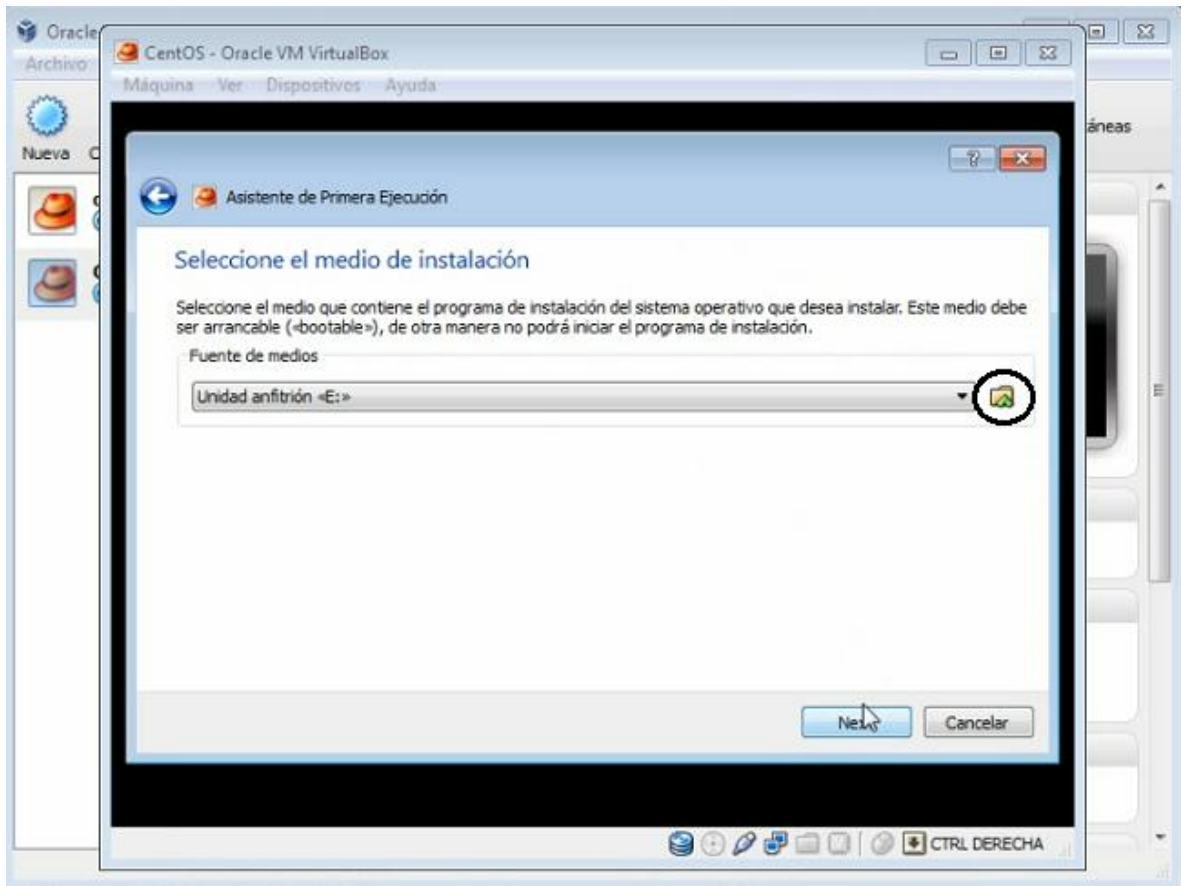 Oracle
CentOS - Oracle VM VirtualBox
Archivo
Máquina Ver Dispositivos Ayuda
Nueva
áneas
Asistente de Primera Ejecución
Seleccione el medio de instalación
Seleccione el medio que contiene el programa de instalación del sistema operativo que desea instalar. Este medio debe
ser arrancable («bootable»), de otra manera no podrá iniciar el programa de instalación.
Fuente de medios
Unidad anfitrión «E:»
Cancelar
CTRL DERECHA